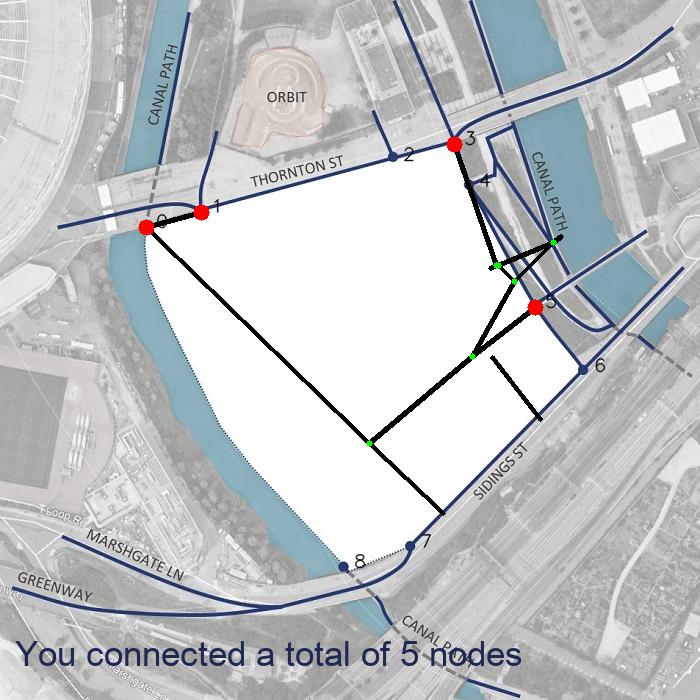 CANAL PATH
ORBIT
THORNTON ST
CANAL PATH
0
1
2
3
4
5
6
7
8
SIDINGS ST
MARSHGATE LN
GREENWAY
CANAL PATH
You connected a total of 5 nodes